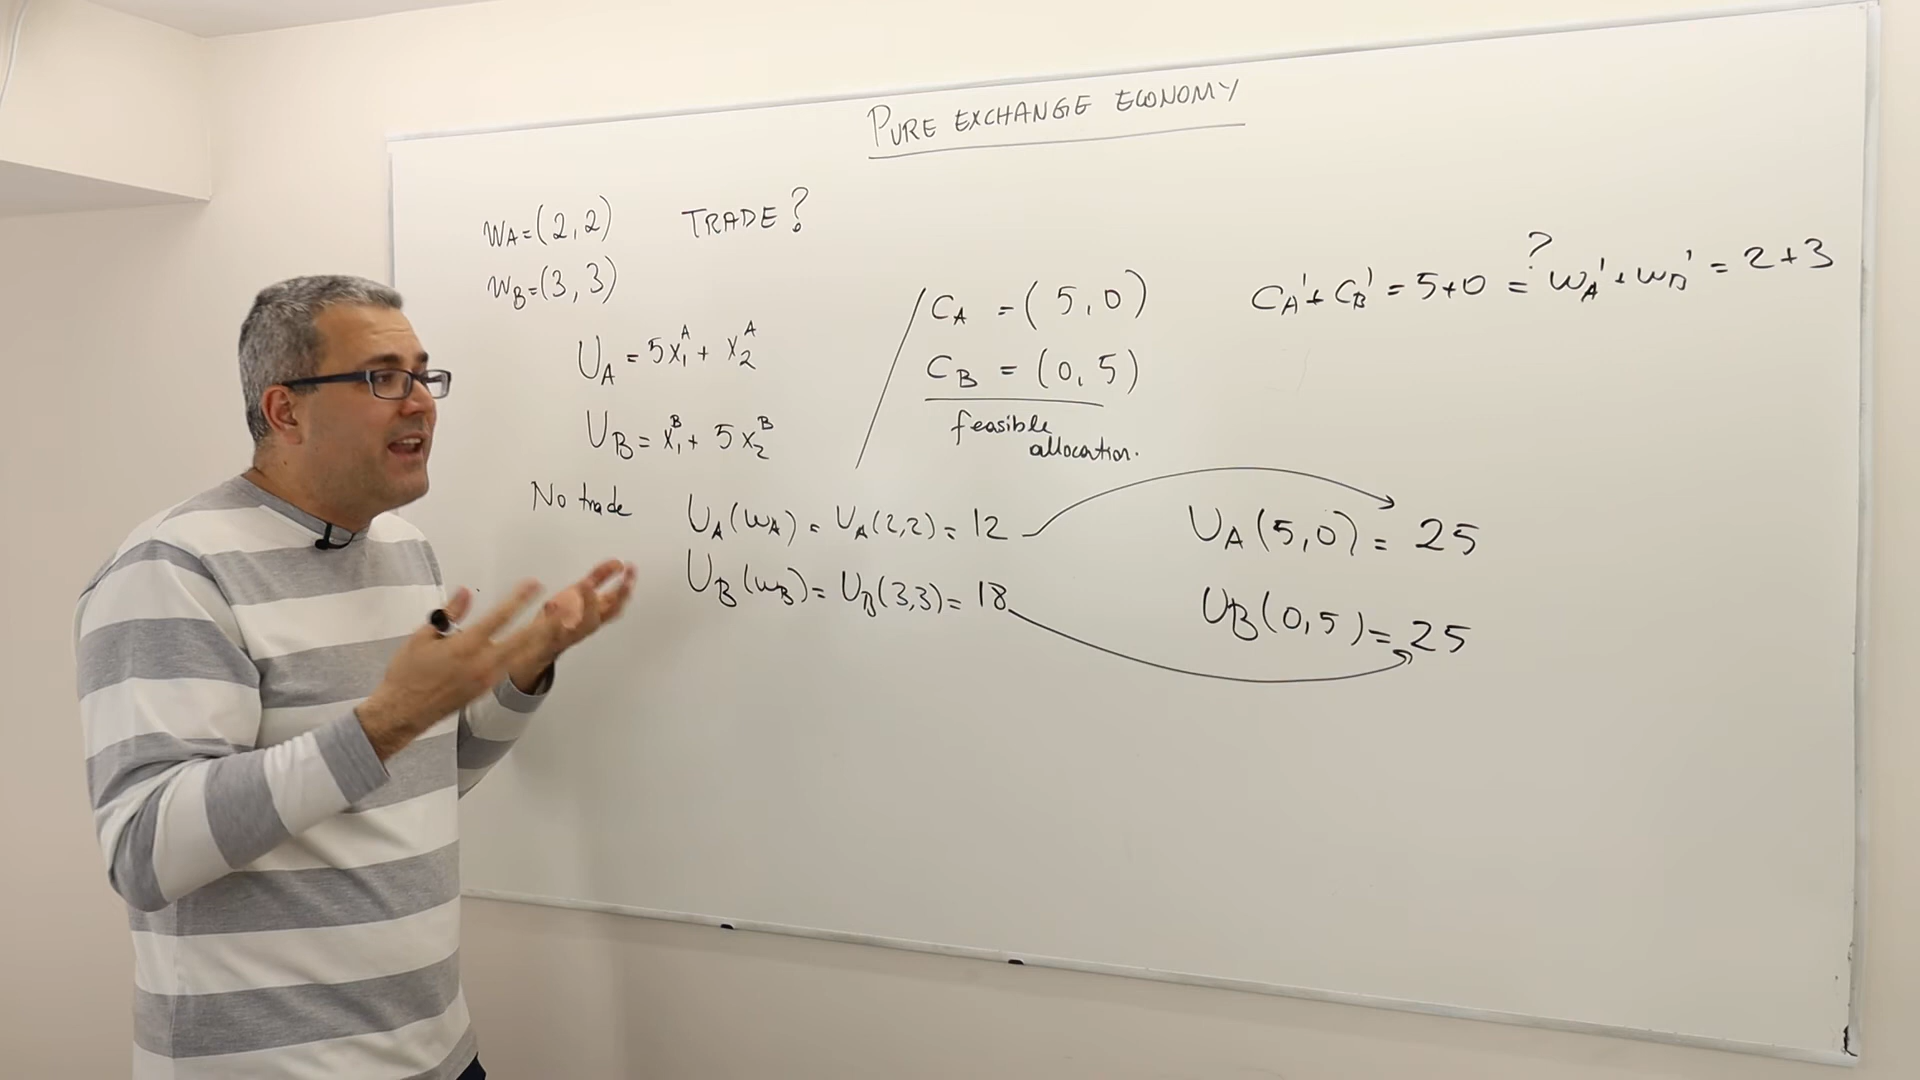 PURE EXCHANGE ECONOMY
WA=(2,2) TRADE?
WB=(3,3)
UA = 5x₁ᴬ + x₂ᴬ
UB = x₁ᴮ + 5x₂ᴮ
CA = (5,0)
CB = (0,5)
feasible
allocation.
?
CA' + CB' = 5+0 = WA' + WB' = 2+3
No trade UA(WA) = UA(2,2) = 12
UB(WB) = UB(3,3) = 18
UA(5,0) = 25
UB(0,5) = 25